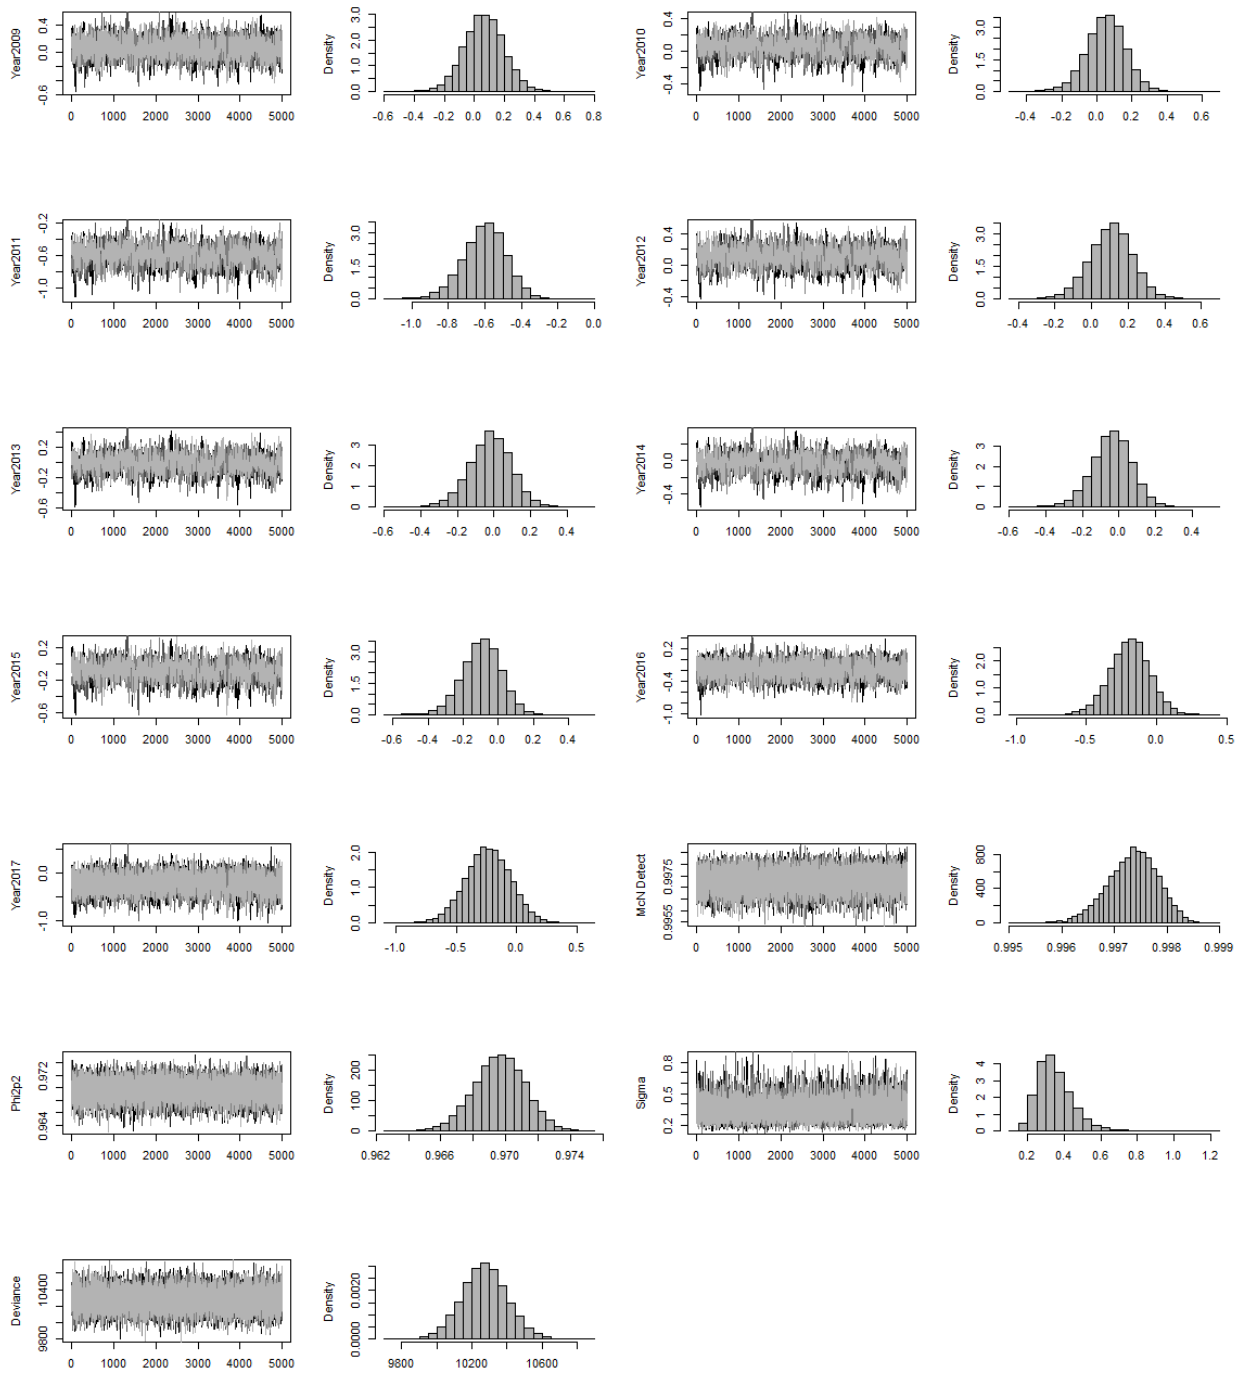 Year2009
-0.6 0.0 0.4
0 1000 2000 3000 4000 5000
Density
0.0 1.0 2.0 3.0
-0.6 -0.4 -0.2 0.0 0.2 0.4 0.6 0.8
Year2010
-0.4 0.0 0.4
0 1000 2000 3000 4000 5000
Density
0.0 1.5 3.0
-0.4 -0.2 0.0 0.2 0.4 0.6
Year2011
-1.0 -0.6 -0.2
0 1000 2000 3000 4000 5000
Density
0.0 1.5 3.0
-1.0 -0.8 -0.6 -0.4 -0.2 0.0
Year2012
-0.4 0.0 0.4
0 1000 2000 3000 4000 5000
Density
0.0 1.5 3.0
-0.4 -0.2 0.0 0.2 0.4 0.6
Year2013
-0.6 -0.2 0.2
0 1000 2000 3000 4000 5000
Density
0 1 2 3
-0.6 -0.4 -0.2 0.0 0.2 0.4
Year2014
-0.4 0.0
0 1000 2000 3000 4000 5000
Density
0 1 2 3
-0.6 -0.4 -0.2 0.0 0.2 0.4
Year2015
-0.6 -0.2 0.2
0 1000 2000 3000 4000 5000
Density
0.0 1.5 3.0
-0.6 -0.4 -0.2 0.0 0.2 0.4
Year2016
-1.0 -0.4 0.2
0 1000 2000 3000 4000 5000
Density
0.0 1.0 2.0
-1.0 -0.5 0.0 0.5
Year2017
-1.0 0.0
0 1000 2000 3000 4000 5000
Density
0.0 1.0 2.0
-1.0 -0.5 0.0 0.5
McN Detect
0.9955 0.9975
0 1000 2000 3000 4000 5000
Density
0 400 800
0.995 0.996 0.997 0.998 0.999
Phi2p2
0.964 0.972
0 1000 2000 3000 4000 5000
Density
0 100 200
0.962 0.966 0.970 0.974
Sigma
0.2 0.5 0.8
0 1000 2000 3000 4000 5000
Density
0 1 2 3 4
0.2 0.4 0.6 0.8 1.0 1.2
Deviance
9800 10400
0 1000 2000 3000 4000 5000
Density
0.0000 0.0020
9800 10200 10600